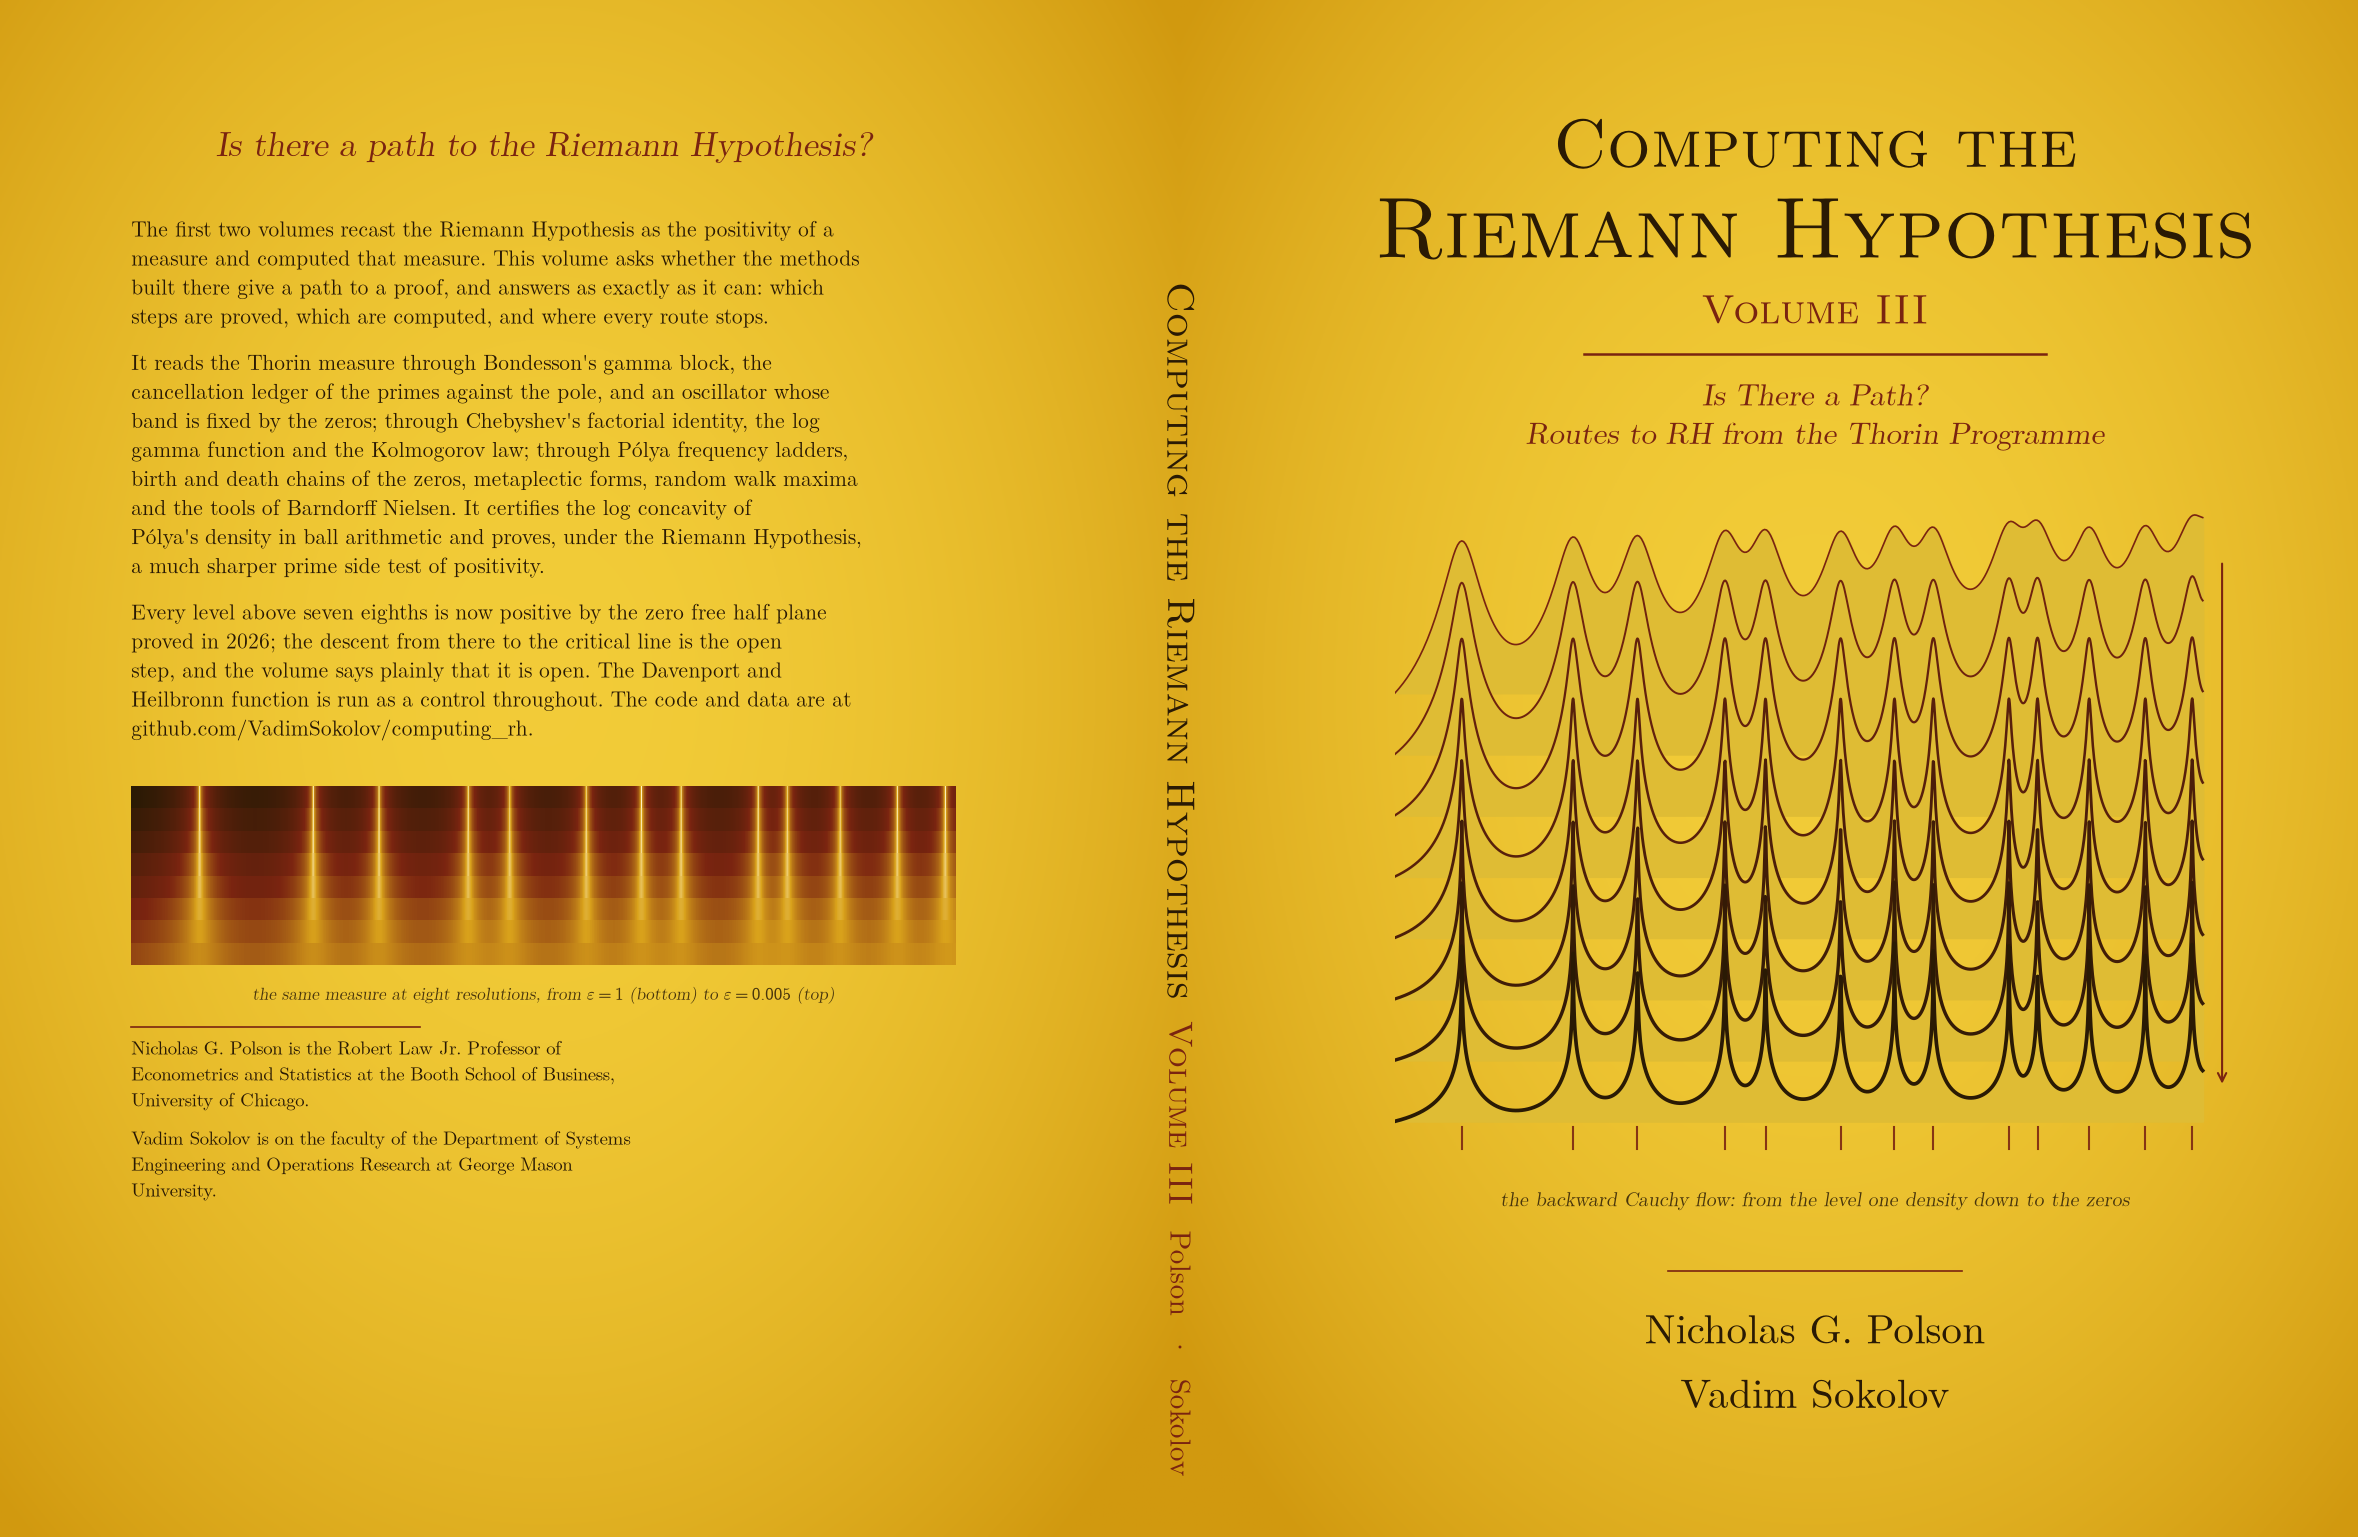 Is there a path to the Riemann Hypothesis?
The first two volumes recast the Riemann Hypothesis as the positivity of a
measure and computed that measure. This volume asks whether the methods
built there give a path to a proof, and answers as exactly as it can: which
steps are proved, which are computed, and where every route stops.
It reads the Thorin measure through Bondesson's gamma block, the
cancellation ledger of the primes against the pole, and an oscillator whose
band is fixed by the zeros; through Chebyshev's factorial identity, the log
gamma function and the Kolmogorov law; through Pólya frequency ladders,
birth and death chains of the zeros, metaplectic forms, random walk maxima
and the tools of Barndorff Nielsen. It certifies the log concavity of
Pólya's density in ball arithmetic and proves, under the Riemann Hypothesis,
a much sharper prime side test of positivity.
Every level above seven eighths is now positive by the zero free half plane
proved in 2026; the descent from there to the critical line is the open
step, and the volume says plainly that it is open. The Davenport and
Heilbronn function is run as a control throughout. The code and data are at
github.com/VadimSokolov/computing_rh.
the same measure at eight resolutions, from ε = 1 (bottom) to ε = 0.005 (top)
Nicholas G. Polson is the Robert Law Jr. Professor of
Econometrics and Statistics at the Booth School of Business,
University of Chicago.
Vadim Sokolov is on the faculty of the Department of Systems
Engineering and Operations Research at George Mason
University.
Computing the Riemann Hypothesis Volume III Polson · Sokolov
Computing the
Riemann Hypothesis
Volume III
Is There a Path?
Routes to RH from the Thorin Programme
the backward Cauchy flow: from the level one density down to the zeros
Nicholas G. Polson
Vadim Sokolov